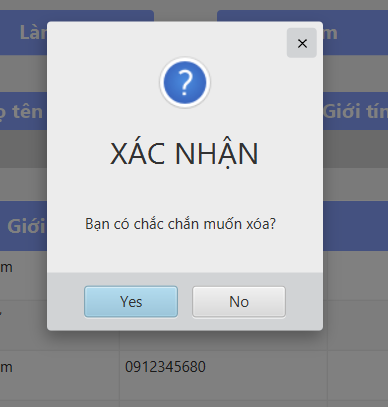 Làm
m
tên
Giới tín
×
?
XÁC NHẬN
Bạn có chắc chắn muốn xóa?
Giới
Yes
No
m
m
0912345680